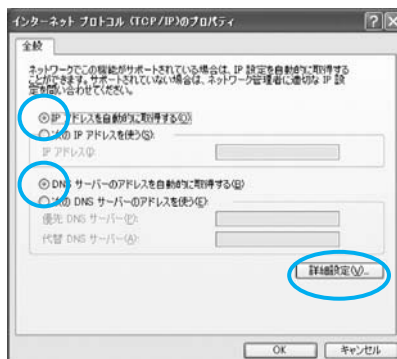 インターネット プロトコル (TCP/IP)のプロパティ
全般
ネットワークでこの機能がサポートされている場合は、IP 設定を自動的に取得する
ことができます。サポートされていない場合は、ネットワーク管理者に適切な IP 設
定を問い合わせてください。
IP アドレスを自動的に取得する(O)
次の IP アドレスを使う(S):
IP アドレス(I):
DNS サーバーのアドレスを自動的に取得する(B)
次の DNS サーバーのアドレスを使う(E):
優先 DNS サーバー(P):
代替 DNS サーバー(A):
詳細設定(V)...
OK
キャンセル